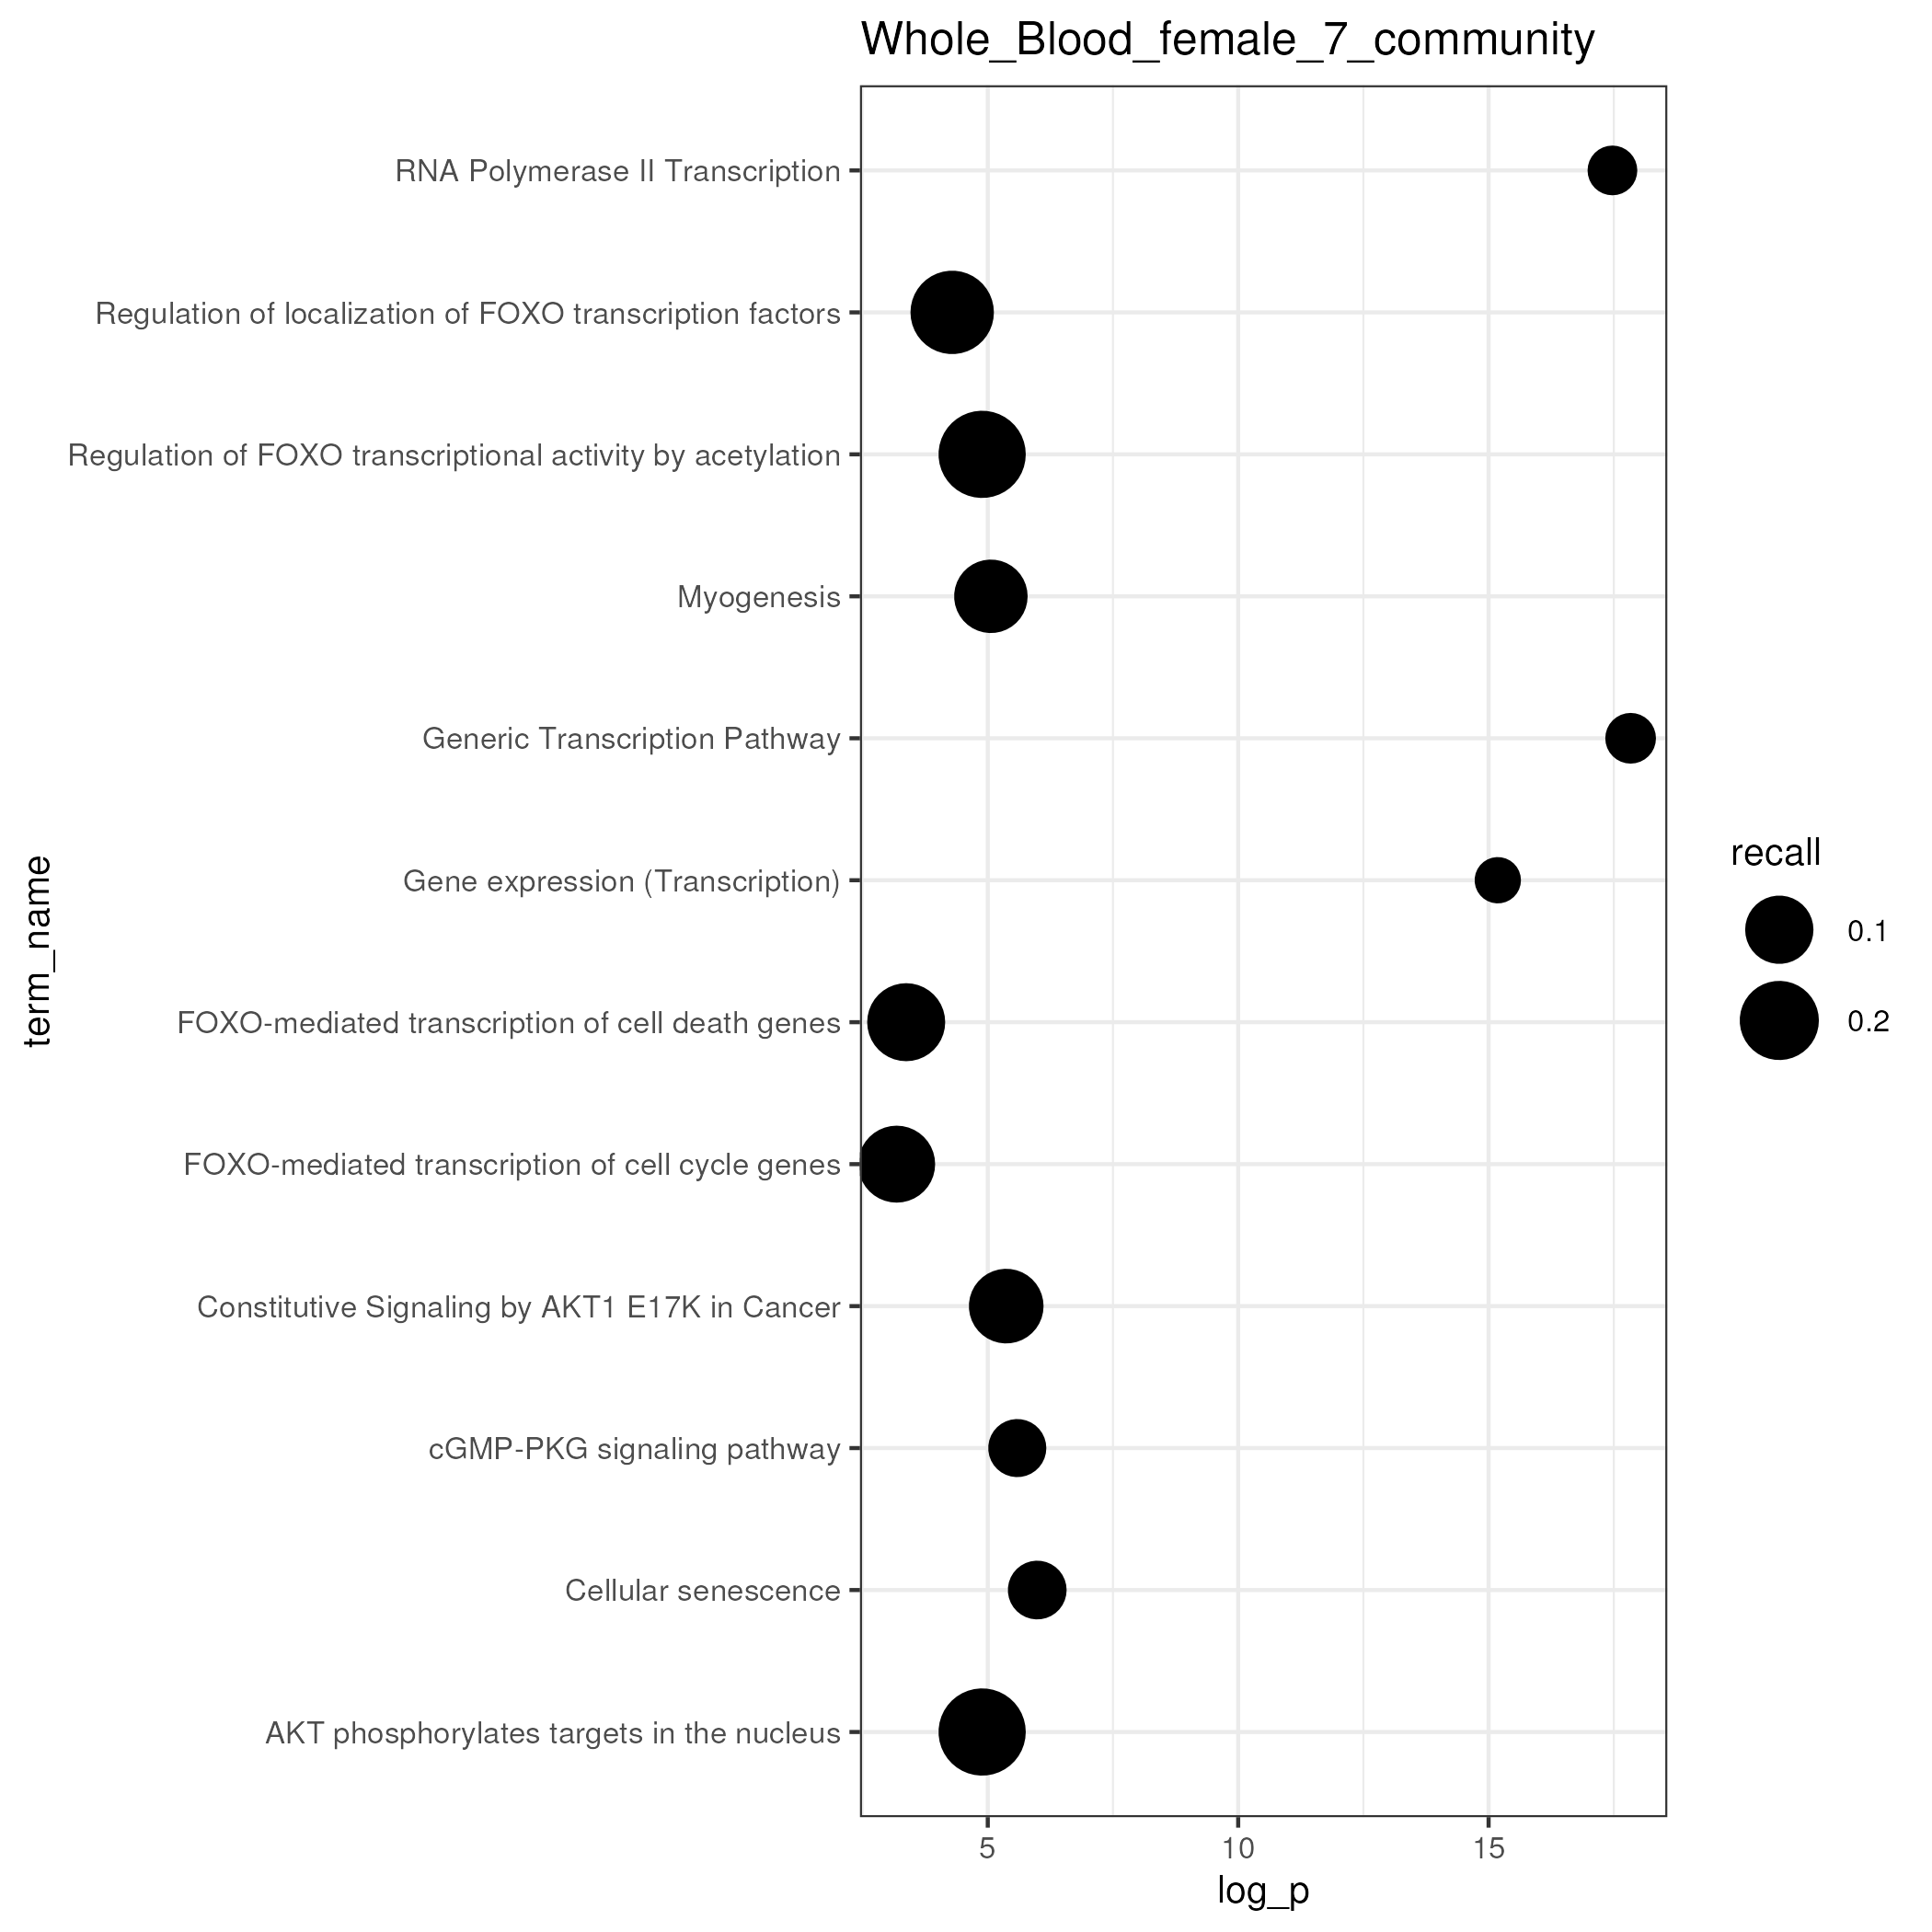 Whole_Blood_female_7_community
RNA Polymerase II Transcription
Regulation of localization of FOXO transcription factors
Regulation of FOXO transcriptional activity by acetylation
Myogenesis
Generic Transcription Pathway
Gene expression (Transcription)
FOXO-mediated transcription of cell death genes
FOXO-mediated transcription of cell cycle genes
Constitutive Signaling by AKT1 E17K in Cancer
cGMP-PKG signaling pathway
Cellular senescence
AKT phosphorylates targets in the nucleus
term_name
5 10 15
log_p
recall
0.1
0.2